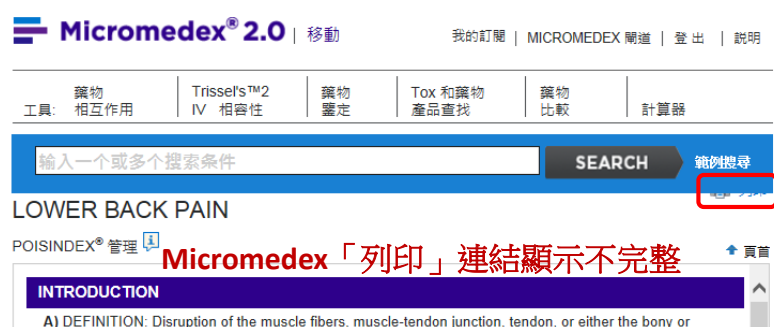 Micromedex® 2.0 | 移動
我的訂閱 | MICROMEDEX 閘道 | 登出 | 説明
工具: 藥物 相互作用
Trissel's™2 IV 相容性
藥物 鑒定
Tox 和藥物 產品查找
藥物 比較
計算器
输入一个或多个搜索条件
SEARCH
範例搜尋
LOWER BACK PAIN
POISINDEX® 管理
Micromedex「列印」連結顯示不完整
頁首
INTRODUCTION
A) DEFINITION: Disruption of the muscle fibers, muscle-tendon junction, tendon, or either the bony or